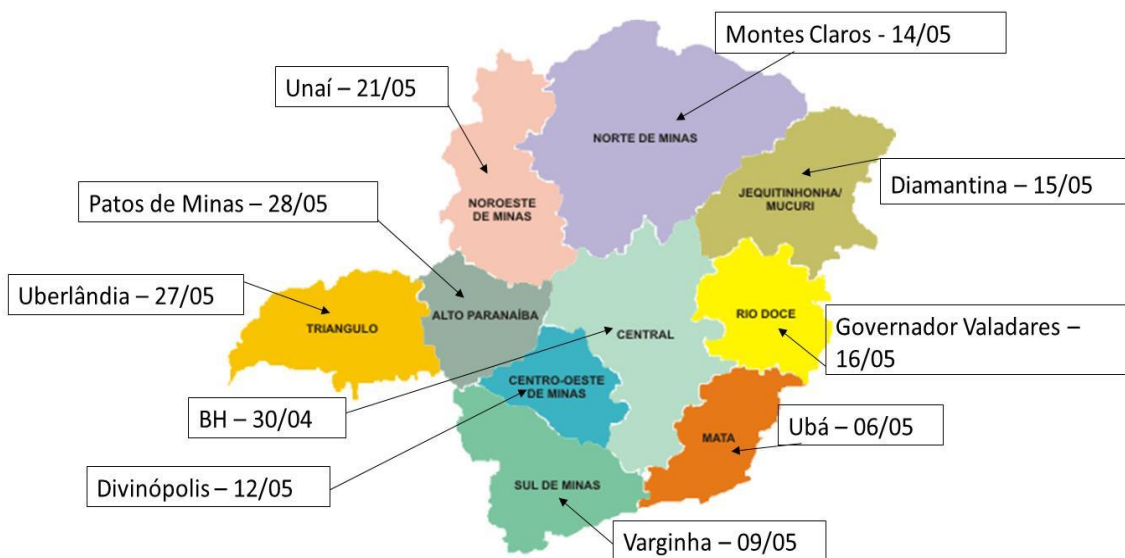 Montes Claros - 14/05
Unaí – 21/05
NORTE DE MINAS
JEQUITINHONHA/
MUCURI
Diamantina – 15/05
Patos de Minas – 28/05
NOROESTE
DE MINAS
Uberlândia – 27/05
TRIANGULO
ALTO PARANAÍBA
CENTRAL
RIO DOCE
Governador Valadares –
16/05
CENTRO-OESTE
DE MINAS
BH – 30/04
MATA
Ubá – 06/05
Divinópolis – 12/05
SUL DE MINAS
Varginha – 09/05